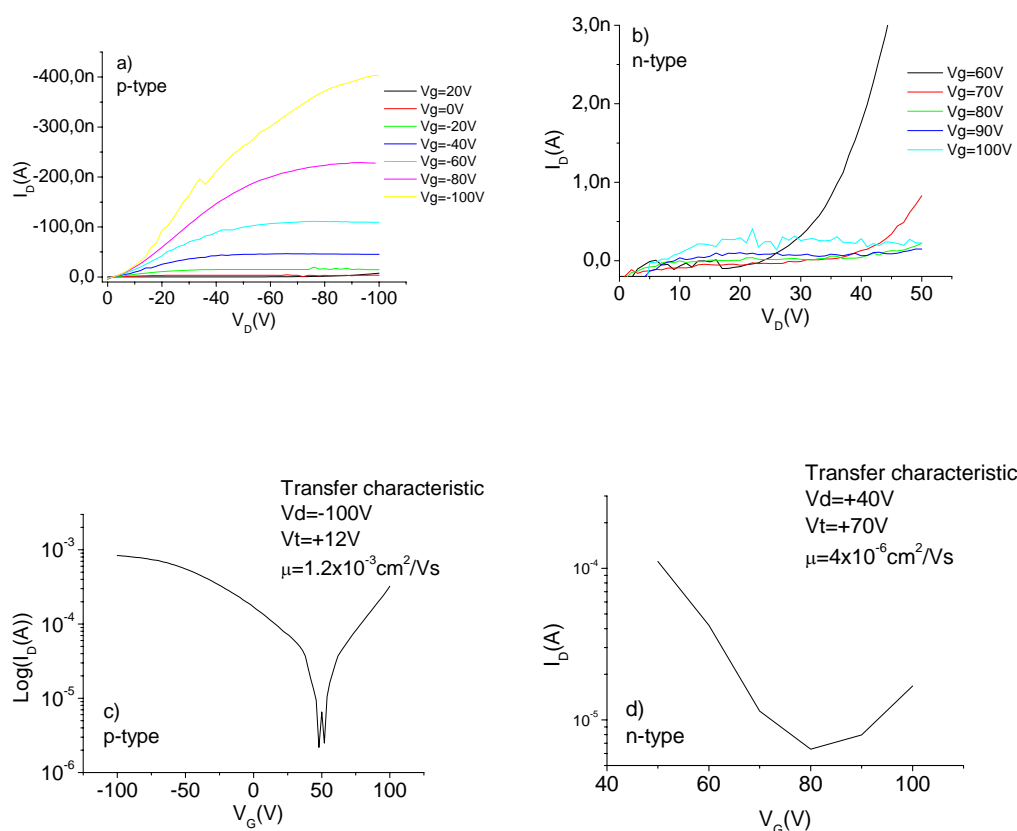 a)
p-type
-400,0n
-300,0n
-200,0n
-100,0n
0,0
I_D(A)
0 -20 -40 -60 -80 -100
V_D(V)
Vg=20V
Vg=0V
Vg=-20V
Vg=-40V
Vg=-60V
Vg=-80V
Vg=-100V
b)
n-type
3,0n
2,0n
1,0n
0,0
I_D(A)
0 10 20 30 40 50
V_D(V)
Vg=60V
Vg=70V
Vg=80V
Vg=90V
Vg=100V
Transfer characteristic
Vd=-100V
Vt=+12V
μ=1.2x10^-3cm^2/Vs
10^-3
10^-4
10^-5
10^-6
Log(I_D(A))
c)
p-type
-100 -50 0 50 100
V_G(V)
Transfer characteristic
Vd=+40V
Vt=+70V
μ=4x10^-6cm^2/Vs
10^-4
10^-5
I_D(A)
d)
n-type
40 60 80 100
V_G(V)